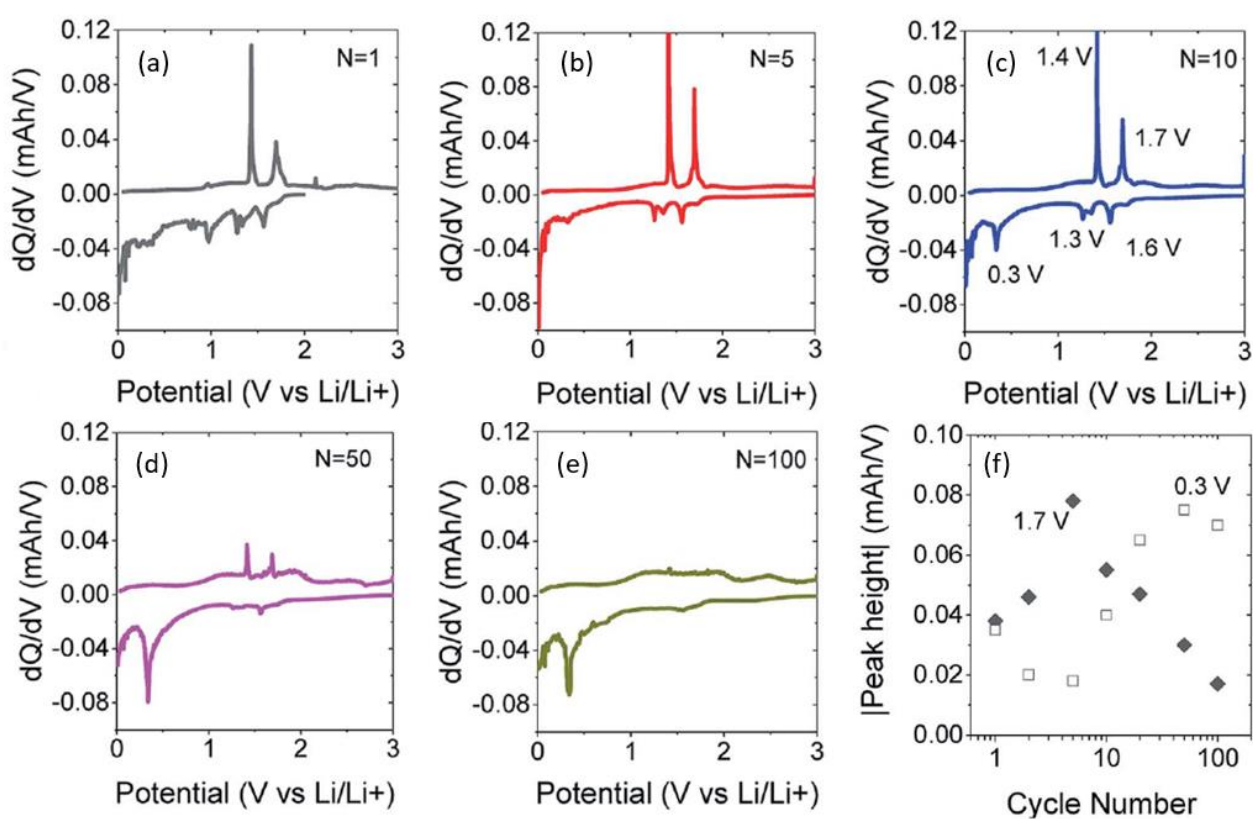 (a) N=1
0.12
0.08
0.04
0.00
-0.04
-0.08
dQ/dV (mAh/V)
0 1 2 3
Potential (V vs Li/Li+)
(b) N=5
0.12
0.08
0.04
0.00
-0.04
-0.08
dQ/dV (mAh/V)
0 1 2 3
Potential (V vs Li/Li+)
(c) 1.4 V N=10
0.12
0.08
0.04
0.00
-0.04
-0.08
dQ/dV (mAh/V)
1.7 V
1.3 V
1.6 V
0.3 V
0 1 2 3
Potential (V vs Li/Li+)
(d) N=50
0.12
0.08
0.04
0.00
-0.04
-0.08
dQ/dV (mAh/V)
0 1 2 3
Potential (V vs Li/Li+)
(e) N=100
0.12
0.08
0.04
0.00
-0.04
-0.08
dQ/dV (mAh/V)
0 1 2 3
Potential (V vs Li/Li+)
(f)
0.10
0.08
0.06
0.04
0.02
0.00
|Peak height| (mAh/V)
0.3 V
1.7 V
1 10 100
Cycle Number